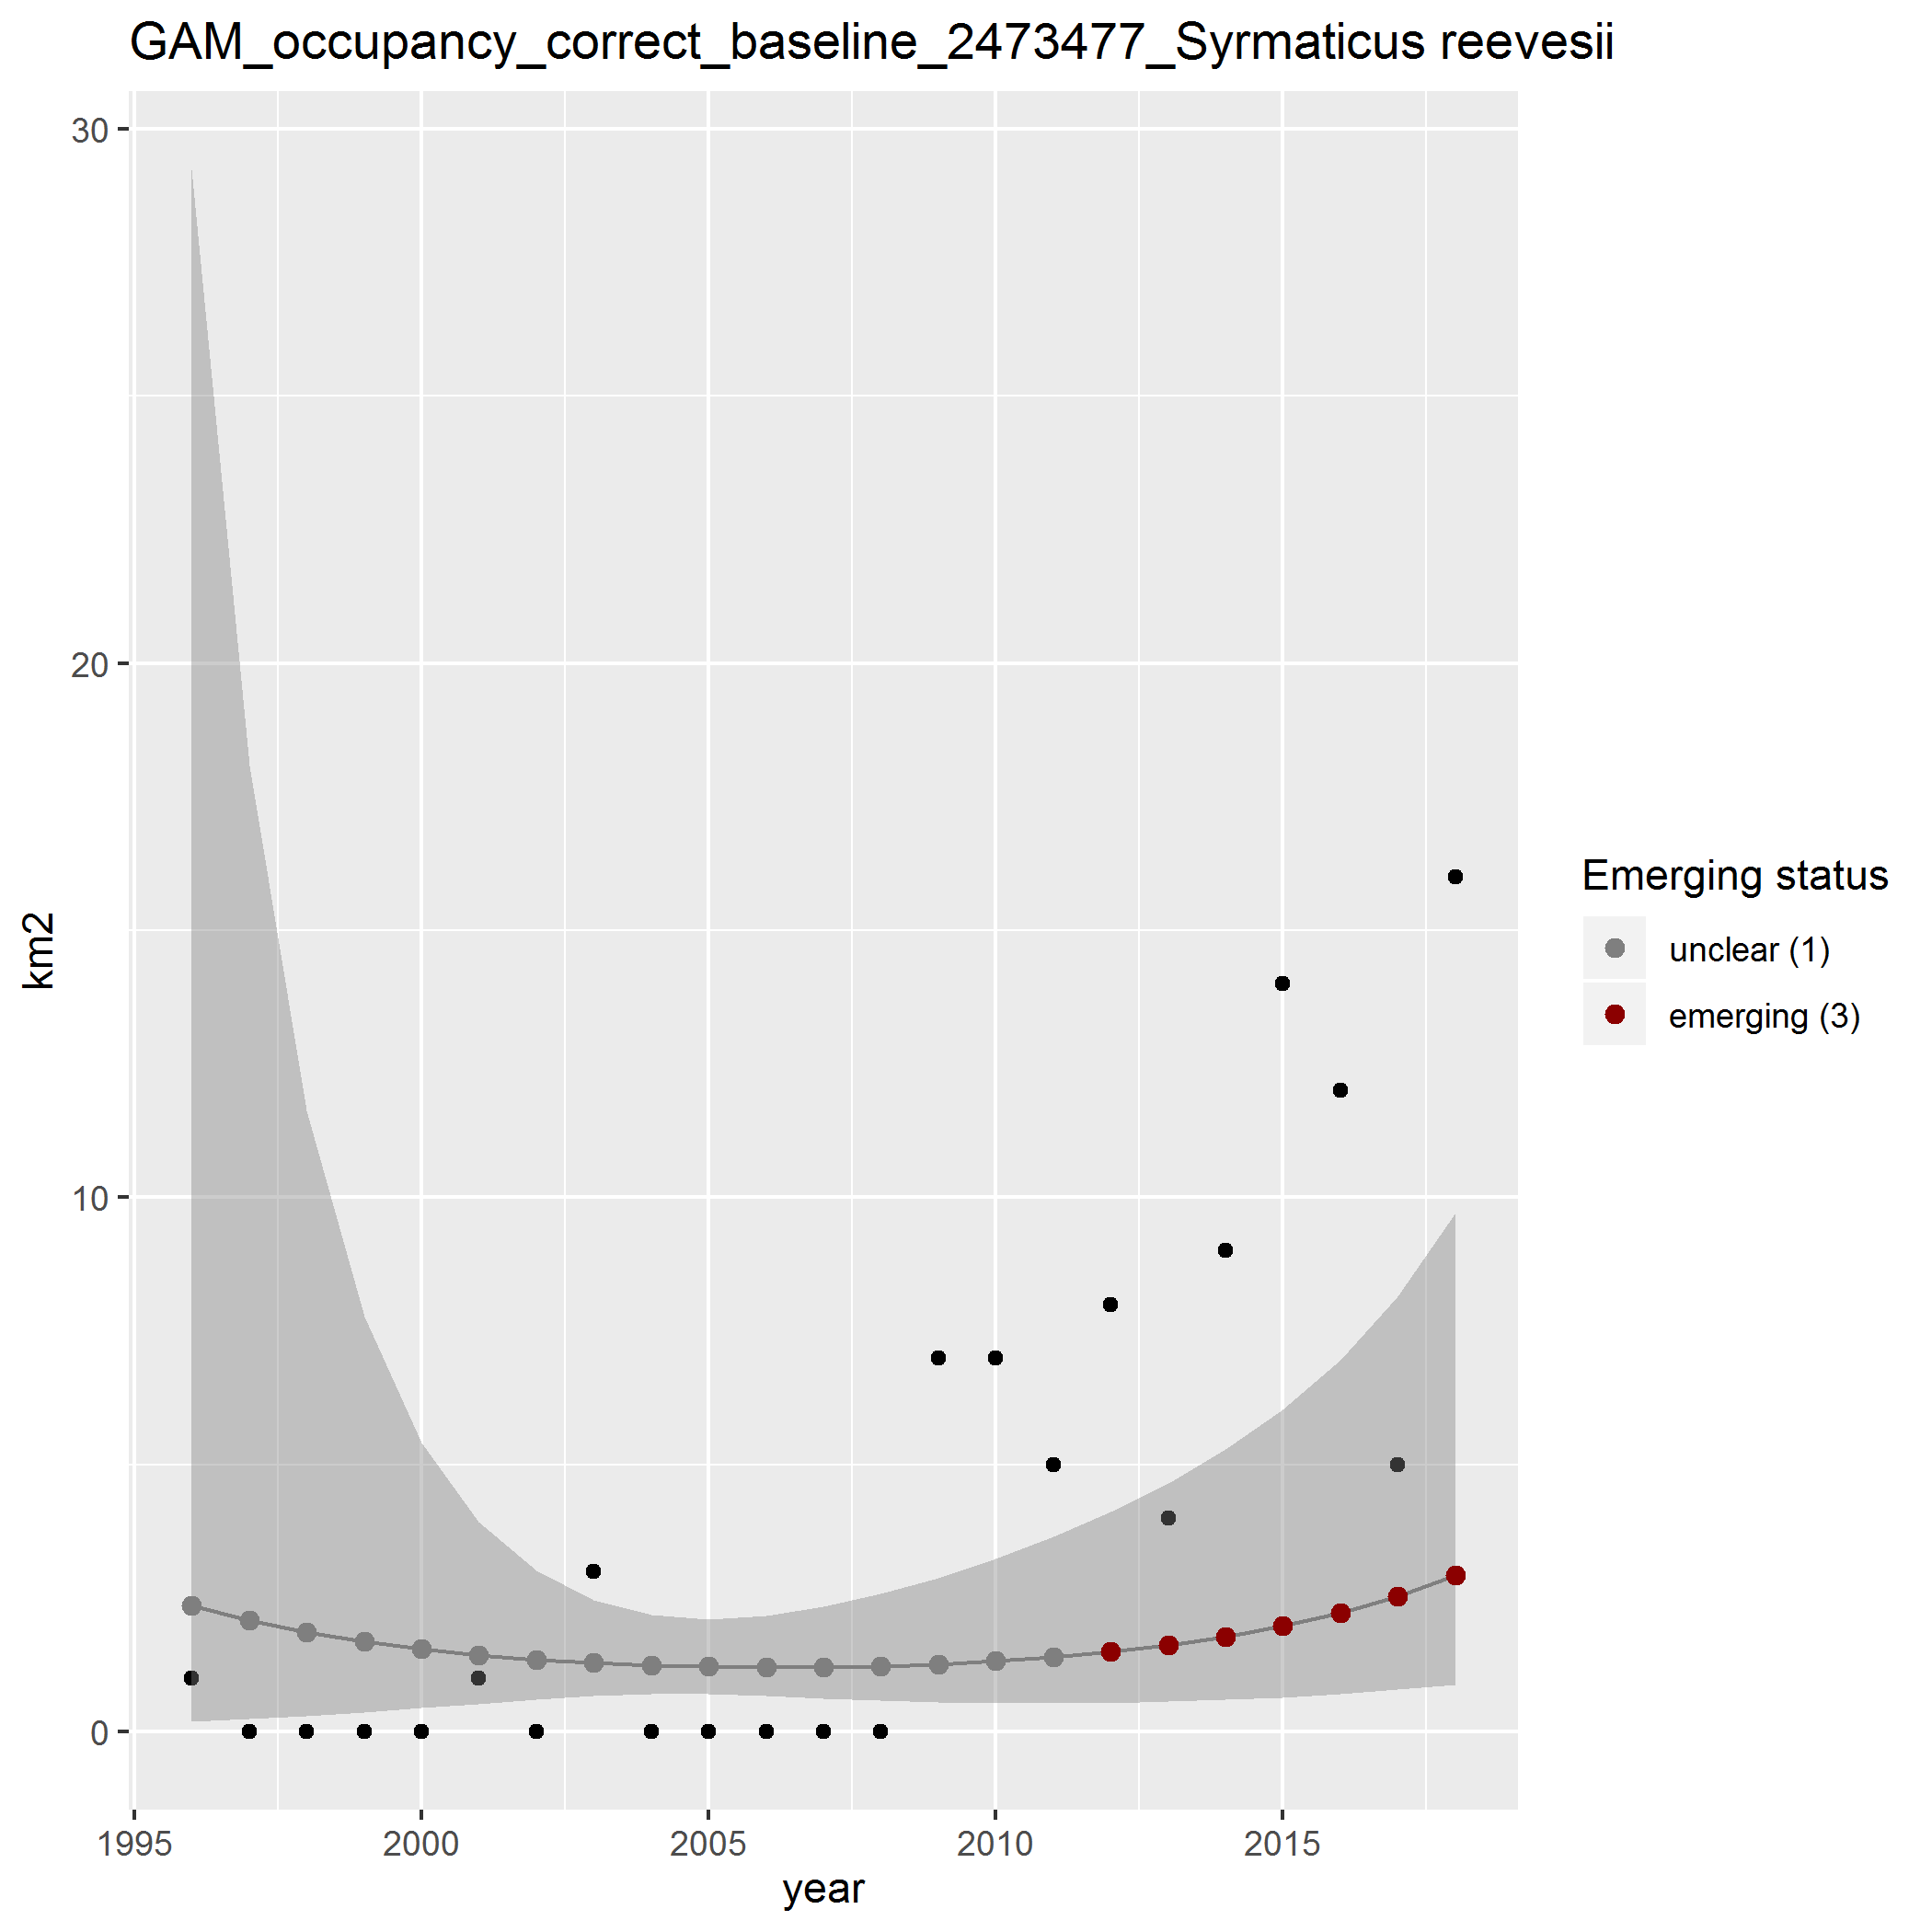 GAM_occupancy_correct_baseline_2473477_Syrmaticus reevesii
30
20
10
0
km2
1995 2000 2005 2010 2015
year
Emerging status
unclear (1)
emerging (3)